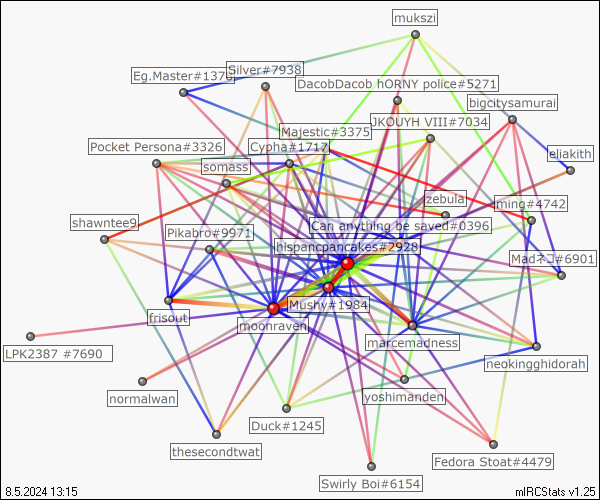 mukszi
Silver#7938
Eg.Master#1370
DacobDacob hORNY police#5271
bigcitysamurai
JKOUYH VIII#7034
Majestic#3375
Pocket Persona#3326
Cypha#1717
eliakith
somass
zebula
ming#4742
shawntee9
Can anything be saved#0396
Pikabro#9971
hispancpancakes#2928
Madネコ#6901
Mushy#1984
frisout
moonraven
marcemadness
LPK2387 #7690
neokingghidorah
normalwan
yoshimanden
Duck#1245
thesecondtwat
Fedora Stoat#4479
Swirly Boi#6154
8.5.2024 13:15
mIRCStats v1.25